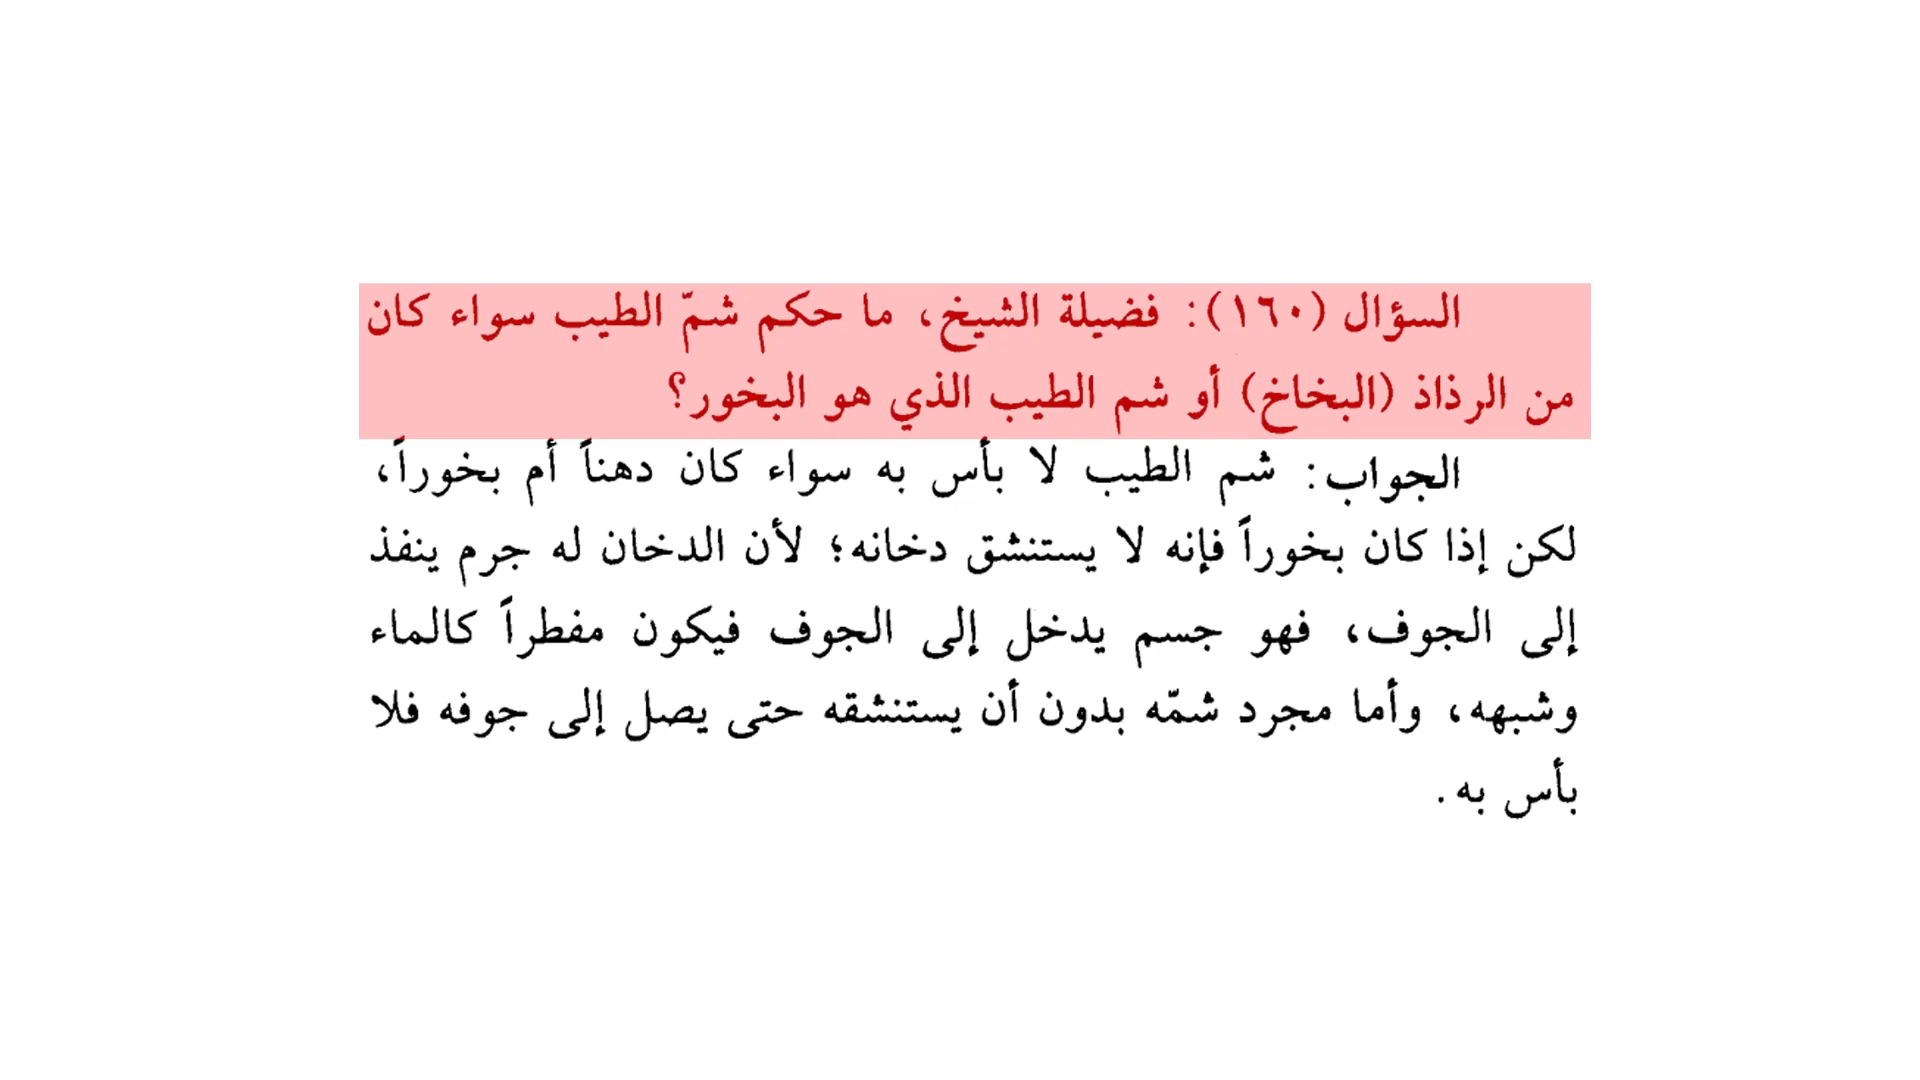 السؤال (١٦٠): فضيلة الشيخ، ما حكم شمّ الطيب سواء كان
من الرذاذ (البخاخ) أو شم الطيب الذي هو البخور؟
الجواب: شم الطيب لا بأس به سواء كان دهناً أم بخوراً،
لكن إذا كان بخوراً فإنه لا يستنشق دخانه؛ لأن الدخان له جرم ينفذ
إلى الجوف، فهو جسم يدخل إلى الجوف فيكون مفطراً كالماء
وشبهه، وأما مجرد شمّه بدون أن يستنشقه حتى يصل إلى جوفه فلا
بأس به.